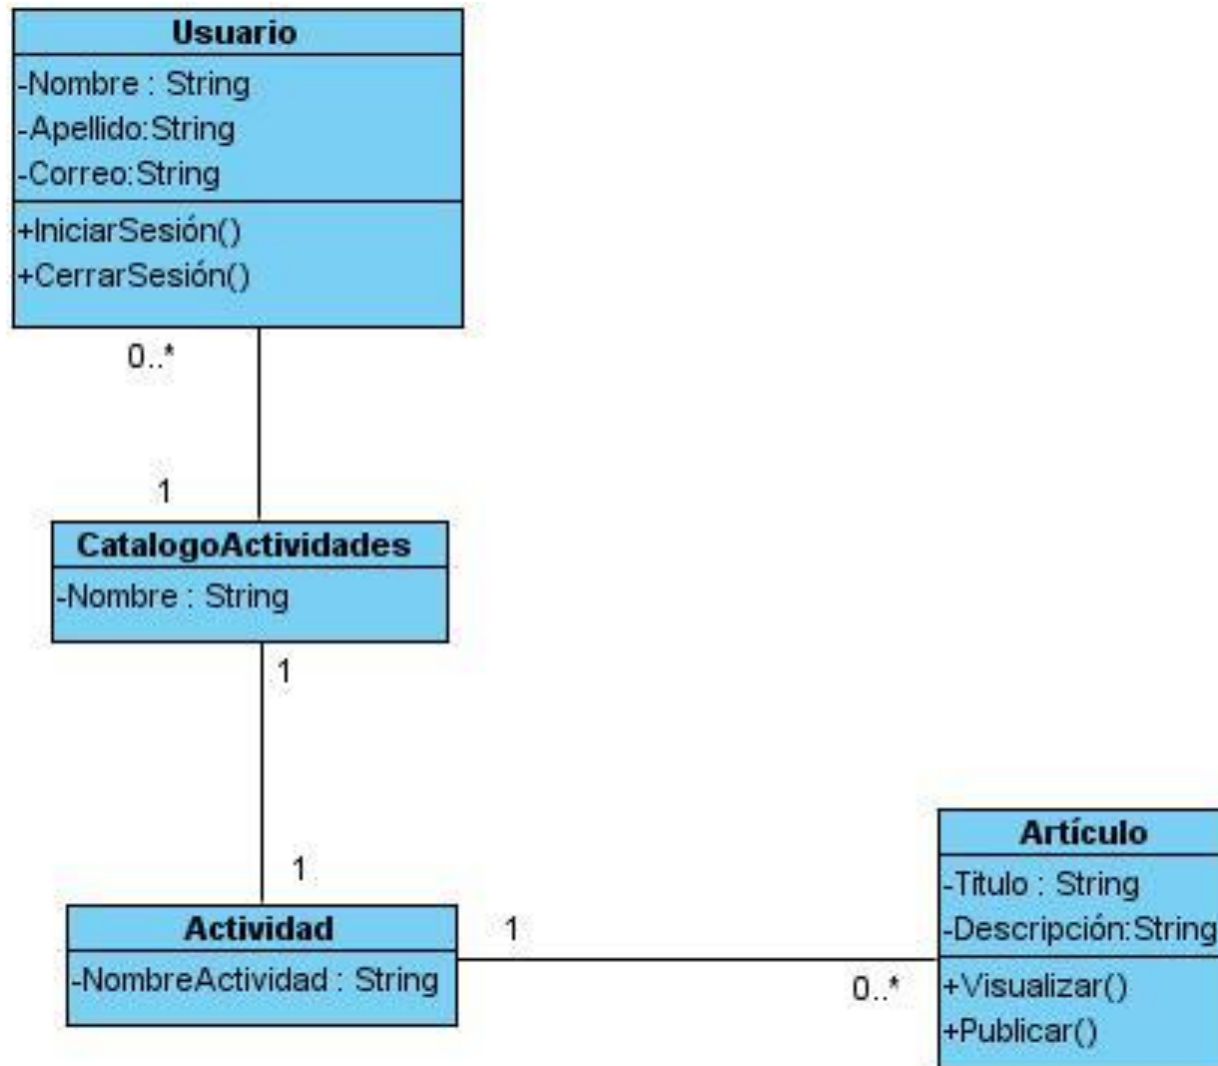 Usuario
-Nombre : String
-Apellido:String
-Correo:String
+IniciarSesión()
+CerrarSesión()
0..*
1
CatalogoActividades
-Nombre : String
1
1
Actividad
-NombreActividad : String
1
0..*
Artículo
-Titulo : String
-Descripción:String
+Visualizar()
+Publicar()